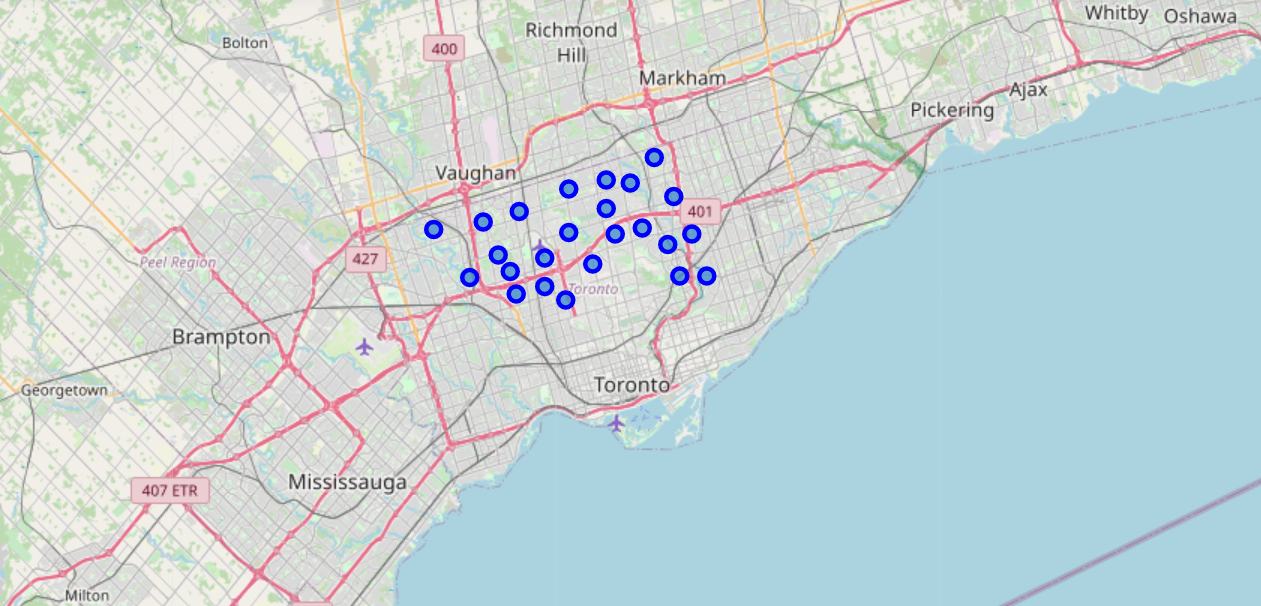 Whitby
Oshawa
Richmond
Hill
Bolton
400
Markham
Ajax
Pickering
Vaughan
401
Peel Region
427
Toronto
Brampton
Georgetown
Toronto
Mississauga
407 ETR
Milton